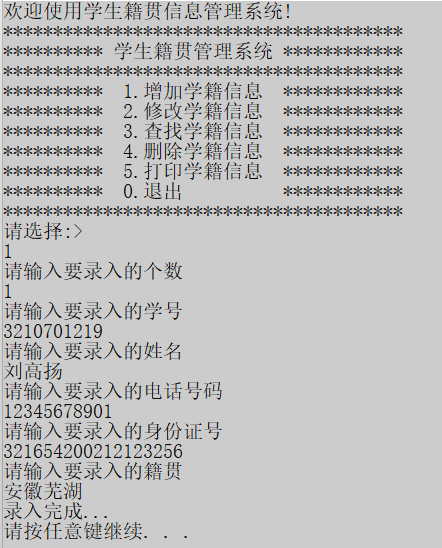 欢迎使用学生籍贯信息管理系统!
****************************************
********** 学生籍贯管理系统 ************
****************************************
**********  1.增加学籍信息  ************
**********  2.修改学籍信息  ************
**********  3.查找学籍信息  ************
**********  4.删除学籍信息  ************
**********  5.打印学籍信息  ************
**********  0.退出          ************
****************************************
请选择:>
1
请输入要录入的个数
1
请输入要录入的学号
3210701219
请输入要录入的姓名
刘高扬
请输入要录入的电话号码
12345678901
请输入要录入的身份证号
321654200212123256
请输入要录入的籍贯
安徽芜湖
录入完成...
请按任意键继续. . .